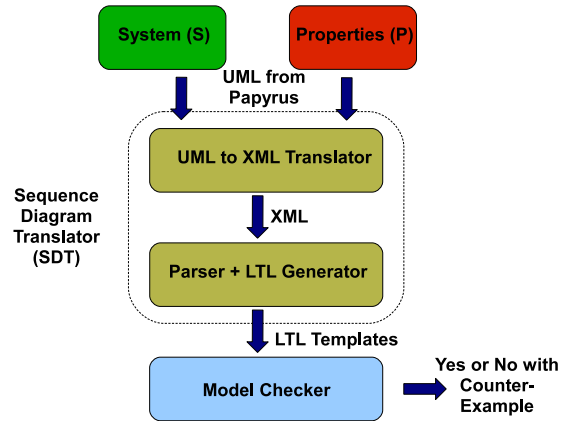 System (S)
Properties (P)
UML from
Papyrus
UML to XML Translator
Sequence
Diagram
Translator
(SDT)
XML
Parser + LTL Generator
LTL Templates
Model Checker
Yes or No with
Counter-
Example